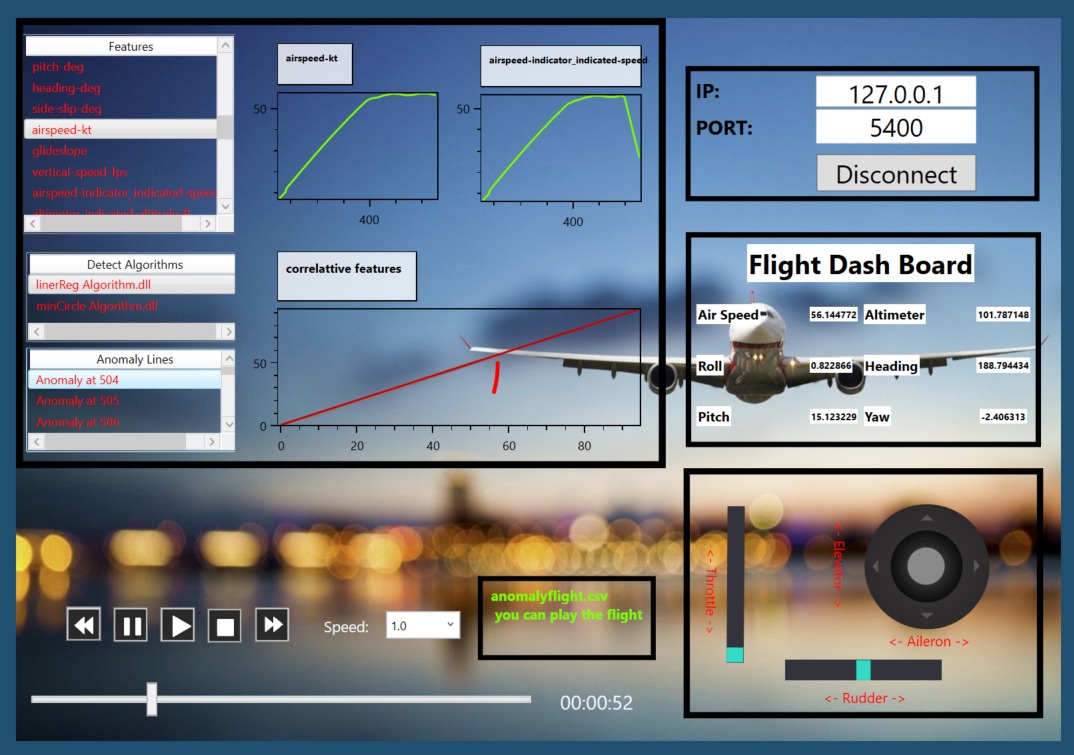 Features
pitch-deg
heading-deg
side-slip-deg
airspeed-kt
glideslope
vertical-speed-fps
airspeed-indicator_indicated-speed
Detect Algorithms
linerReg Algorithm.dll
minCircle Algorithm.dll
Anomaly Lines
Anomaly at 504
Anomaly at 505
Anomaly at 506
airspeed-kt
50
400
airspeed-indicator_indicated-speed
50
400
correlattive features
50
0
0 20 40 60 80
IP: 127.0.0.1
PORT: 5400
Disconnect
Flight Dash Board
Air Speed 56.144772 Altimeter 101.787148
Roll 0.822866 Heading 188.794434
Pitch 15.123229 Yaw -2.406313
Speed: 1.0
anomalyflight.csv
you can play the flight
00:00:52
<- Throttle ->
<- Elevator ->
<- Aileron ->
<- Rudder ->